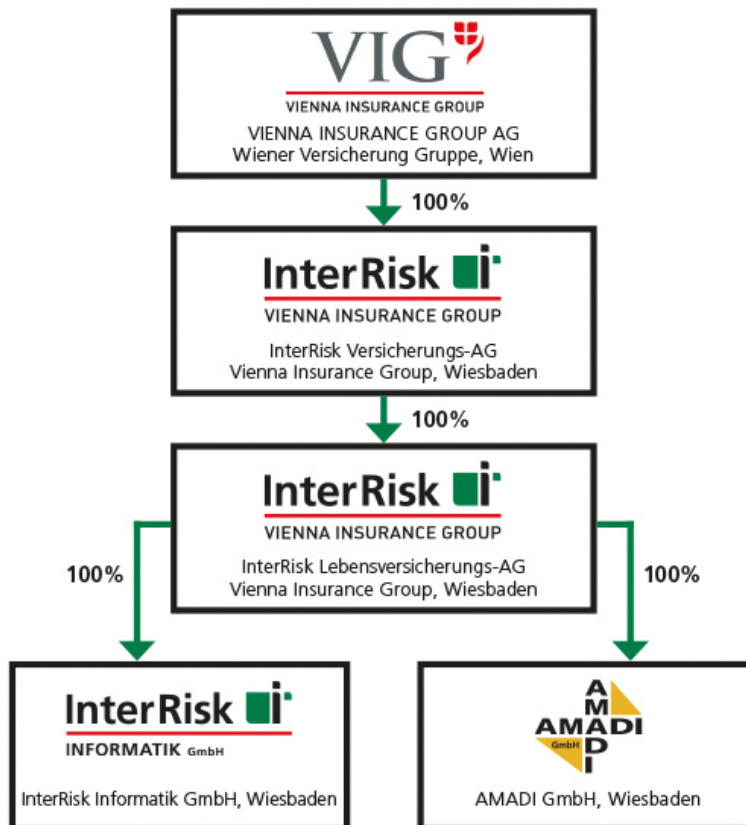 VIG
VIENNA INSURANCE GROUP
VIENNA INSURANCE GROUP AG
Wiener Versicherung Gruppe, Wien
100%
InterRisk
VIENNA INSURANCE GROUP
InterRisk Versicherungs-AG
Vienna Insurance Group, Wiesbaden
100%
InterRisk
VIENNA INSURANCE GROUP
InterRisk Lebensversicherungs-AG
Vienna Insurance Group, Wiesbaden
100%
100%
InterRisk
INFORMATIK GmbH
InterRisk Informatik GmbH, Wiesbaden
AMADI
AMADI
GmbH
AMADI GmbH, Wiesbaden